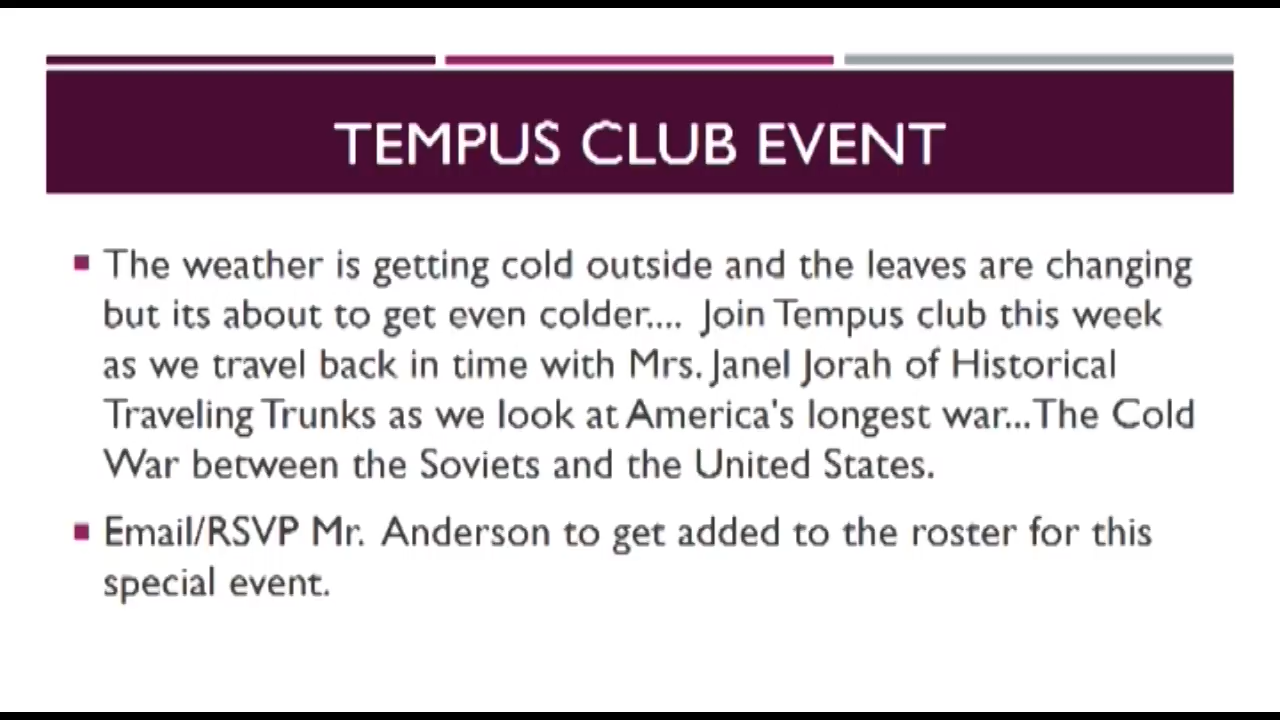 TEMPUS CLUB EVENT
The weather is getting cold outside and the leaves are changing
but its about to get even colder.... Join Tempus club this week
as we travel back in time with Mrs. Janel Jorah of Historical
Traveling Trunks as we look at America's longest war...The Cold
War between the Soviets and the United States.
Email/RSVP Mr. Anderson to get added to the roster for this
special event.